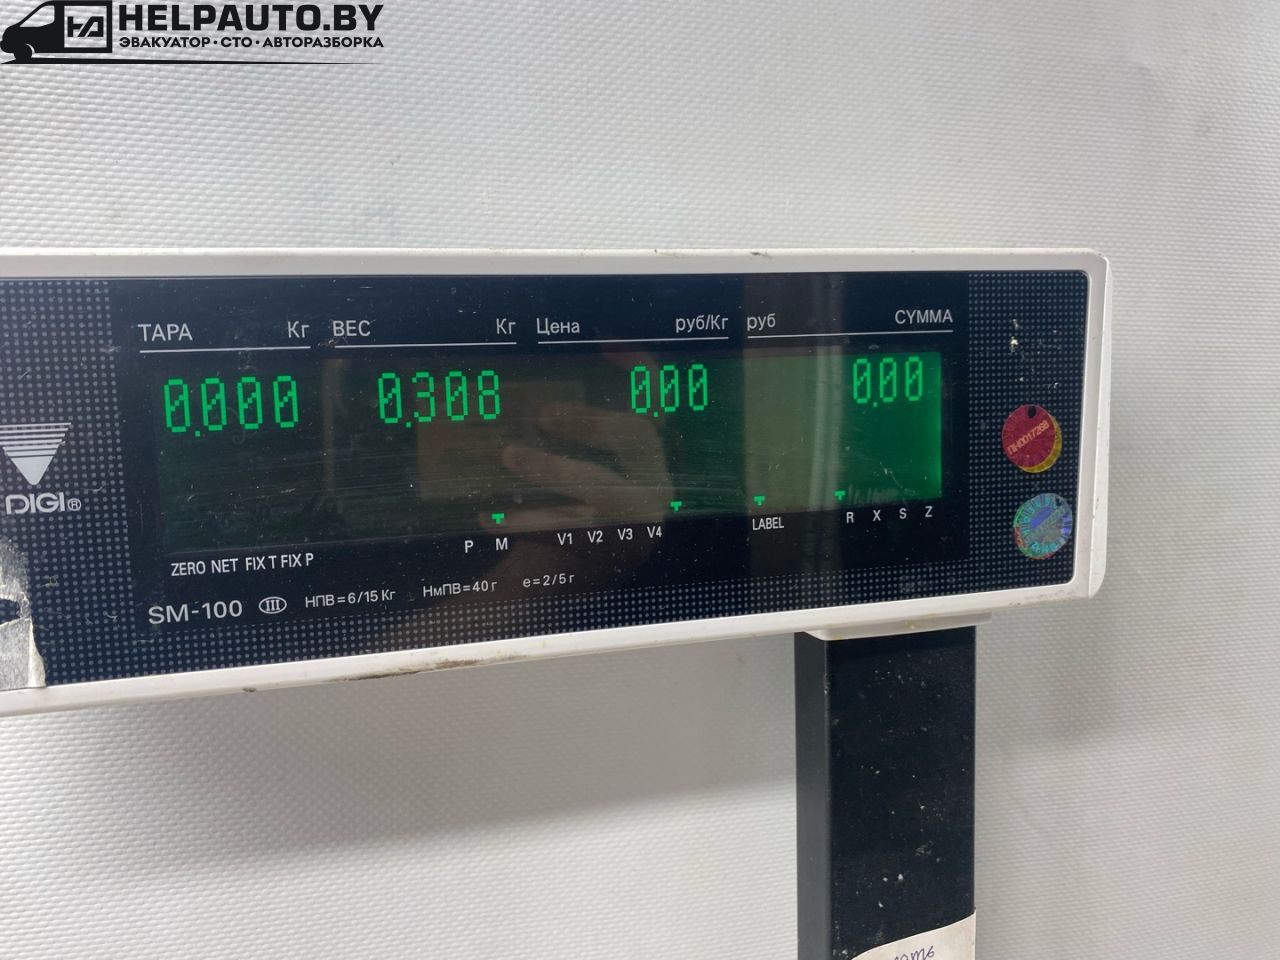 HELPAUTO.BY
ЭВАКУАТОР · СТО · АВТОРАЗБОРКА
ТАРА Кг ВЕС Кг Цена руб/Кг руб СУММА
0.000 0.308 0.00 0.00
DIGI®
ZERO NET FIX T FIX P P M V1 V2 V3 V4 LABEL R X S Z
SM-100 III НПВ=6/15 Кг НмПВ=40 г e=2/5 г